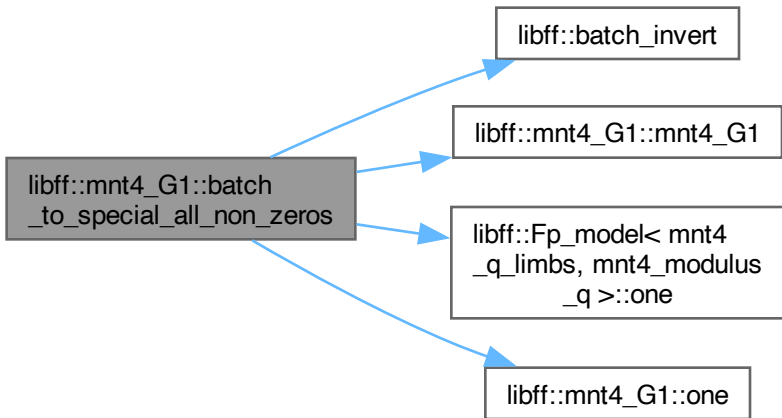 libff::mnt4_G1::batch
_to_special_all_non_zeros
libff::batch_invert
libff::mnt4_G1::mnt4_G1
libff::Fp_model< mnt4
_q_limbs, mnt4_modulus
_q >::one
libff::mnt4_G1::one